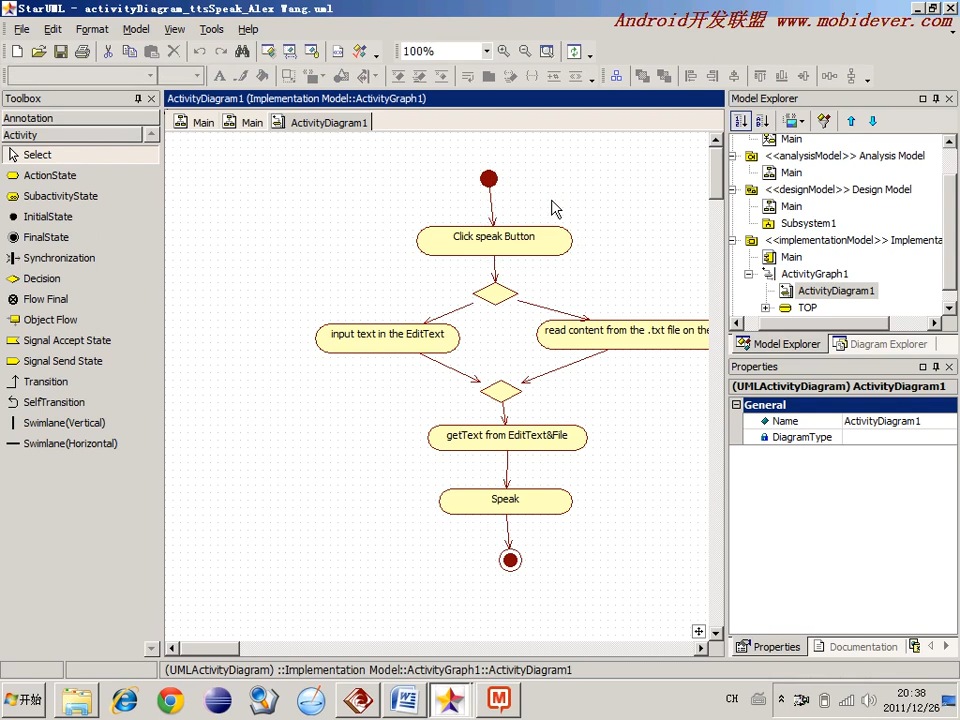 StarUML - activityDiagram_ttsSpeak_Alex Wang.uml
Android开发联盟 www.mobidever.com
File Edit Format Model View Tools Help
100%
Toolbox
Annotation
Activity
Select
ActionState
SubactivityState
InitialState
FinalState
Synchronization
Decision
Flow Final
Object Flow
Signal Accept State
Signal Send State
Transition
SelfTransition
Swimlane(Vertical)
Swimlane(Horizontal)
ActivityDiagram1 (Implementation Model::ActivityGraph1)
Main Main ActivityDiagram1
Click speak Button
input text in the EditText
read content from the .txt file on the
getText from EditText&File
Speak
Model Explorer
Main
<<analysisModel>> Analysis Model
Main
<<designModel>> Design Model
Main
Subsystem1
<<implementationModel>> Implementa
Main
ActivityGraph1
ActivityDiagram1
TOP
Model Explorer Diagram Explorer
Properties
(UMLActivityDiagram) ActivityDiagram1
General
Name ActivityDiagram1
DiagramType
Properties Documentation
(UMLActivityDiagram) ::Implementation Model::ActivityGraph1::ActivityDiagram1
开始
CH
20:38
2011/12/26